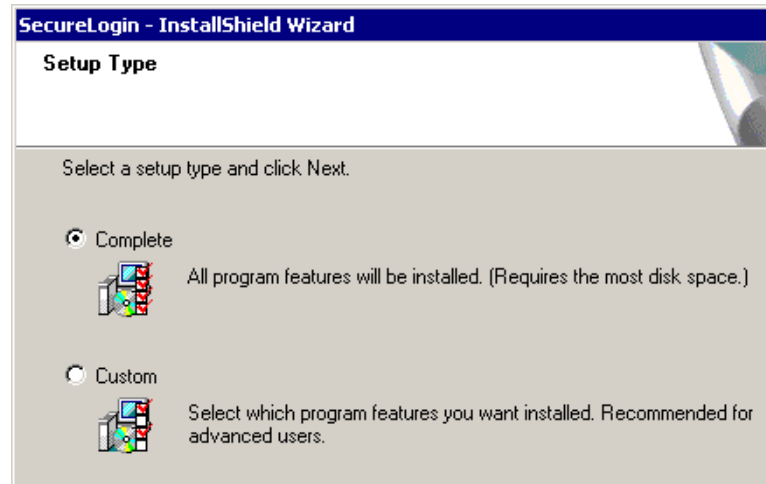 SecureLogin - InstallShield Wizard
Setup Type
Select a setup type and click Next.
Complete
All program features will be installed. (Requires the most disk space.)
Custom
Select which program features you want installed. Recommended for
advanced users.